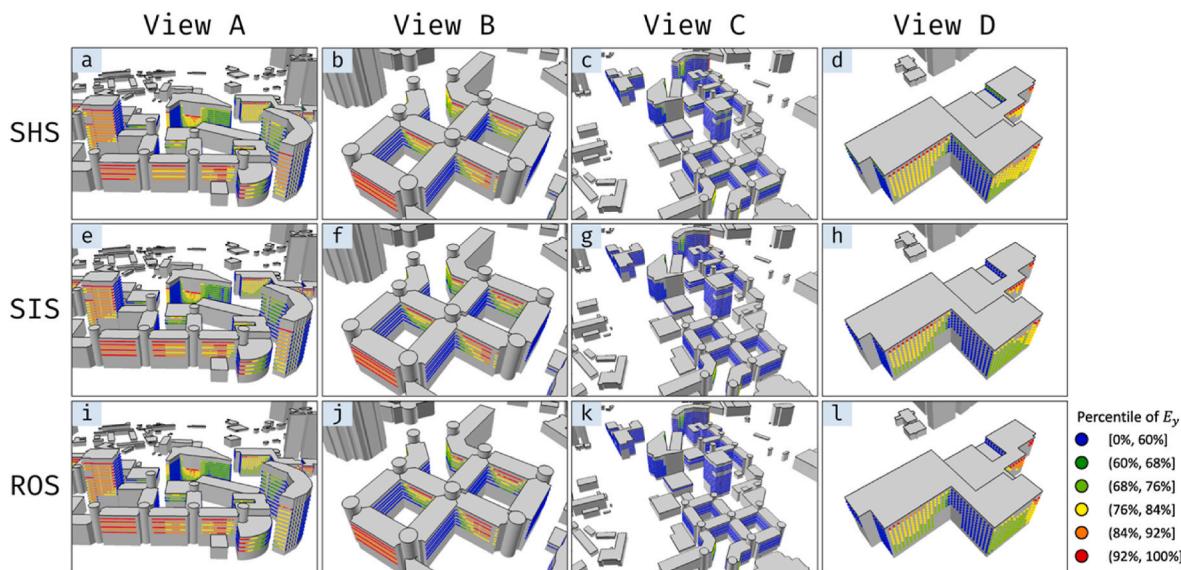 View A View B View C View D
a b c d
SHS
e f g h
SIS
i j k l
ROS
Percentile of E_y
[0%, 60%]
(60%, 68%]
(68%, 76%]
(76%, 84%]
(84%, 92%]
(92%, 100%]